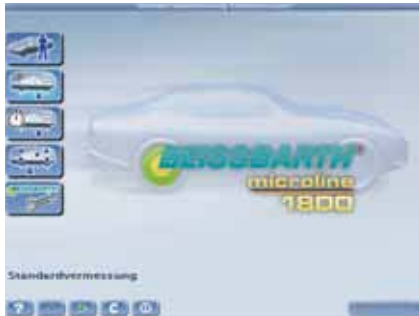 BEISSBARTH
microline
1800
Standardvermessung
? C